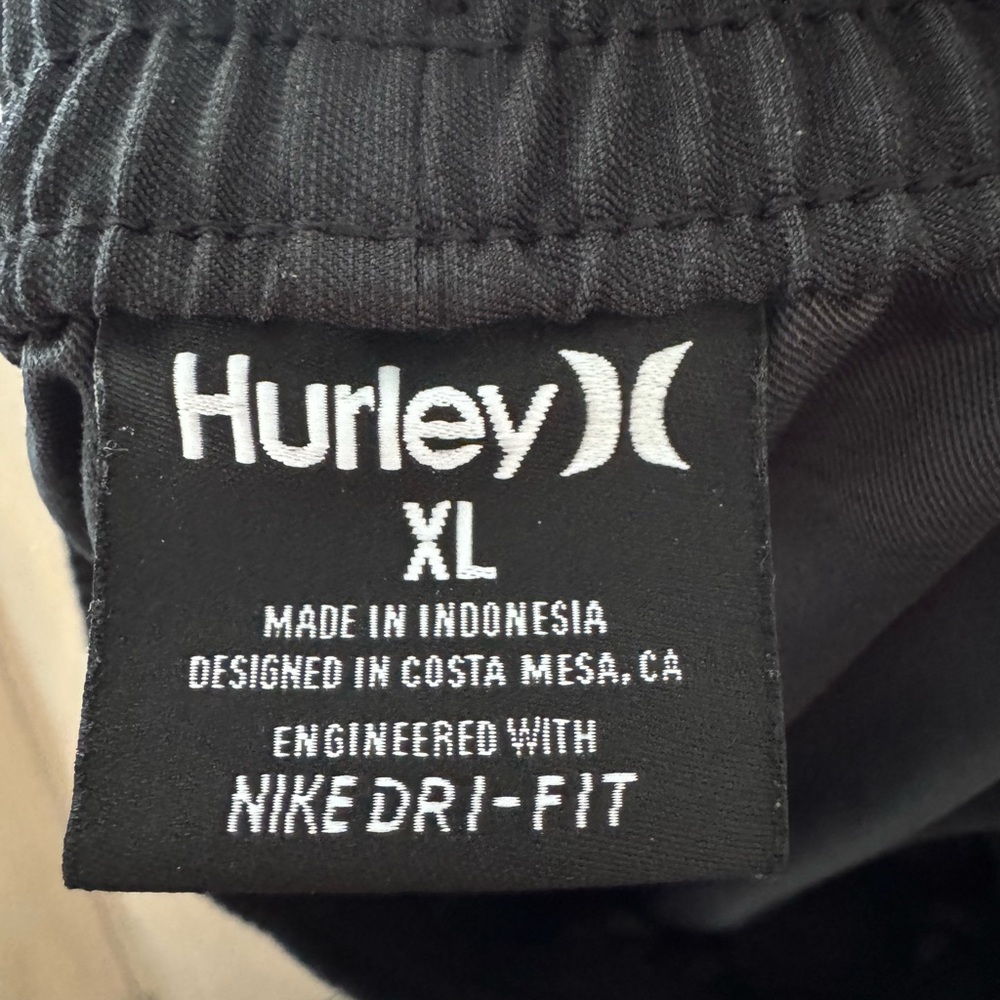 Hurley
XL
MADE IN INDONESIA
DESIGNED IN COSTA MESA, CA
ENGINEERED WITH
NIKE DRI-FIT